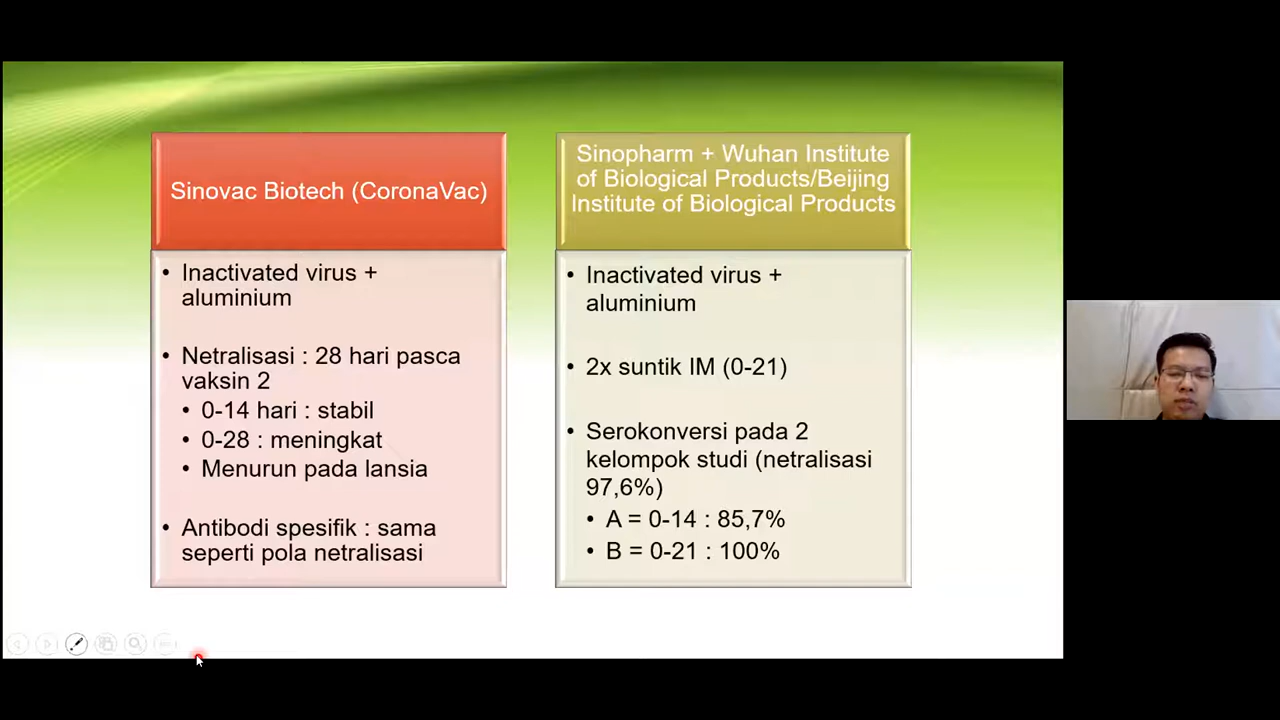 Sinovac Biotech (CoronaVac)
• Inactivated virus +
aluminium
• Netralisasi : 28 hari pasca
vaksin 2
• 0-14 hari : stabil
• 0-28 : meningkat
• Menurun pada lansia
• Antibodi spesifik : sama
seperti pola netralisasi
Sinopharm + Wuhan Institute
of Biological Products/Beijing
Institute of Biological Products
• Inactivated virus +
aluminium
• 2x suntik IM (0-21)
• Serokonversi pada 2
kelompok studi (netralisasi
97,6%)
• A = 0-14 : 85,7%
• B = 0-21 : 100%